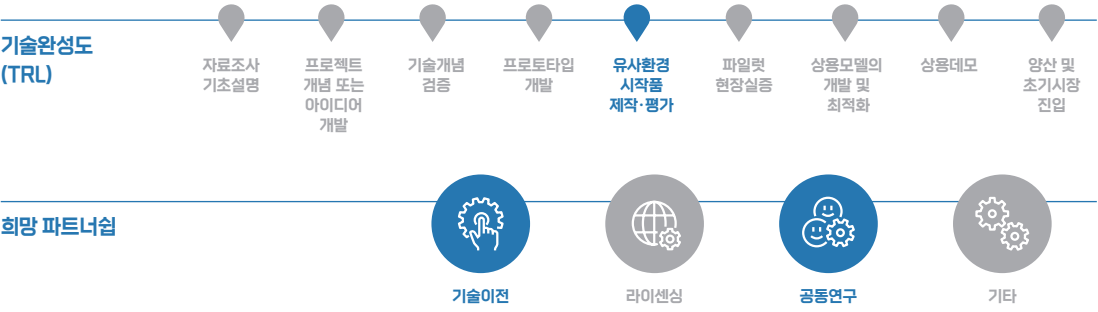 기술완성도
(TRL)
자료조사
기초설명
프로젝트
개념 또는
아이디어
개발
기술개념
검증
프로토타입
개발
유사환경
시작품
제작·평가
파일럿
현장실증
상용모델의
개발 및
최적화
상용데모
양산 및
초기시장
진입
희망 파트너쉽
기술이전
라이센싱
공동연구
기타